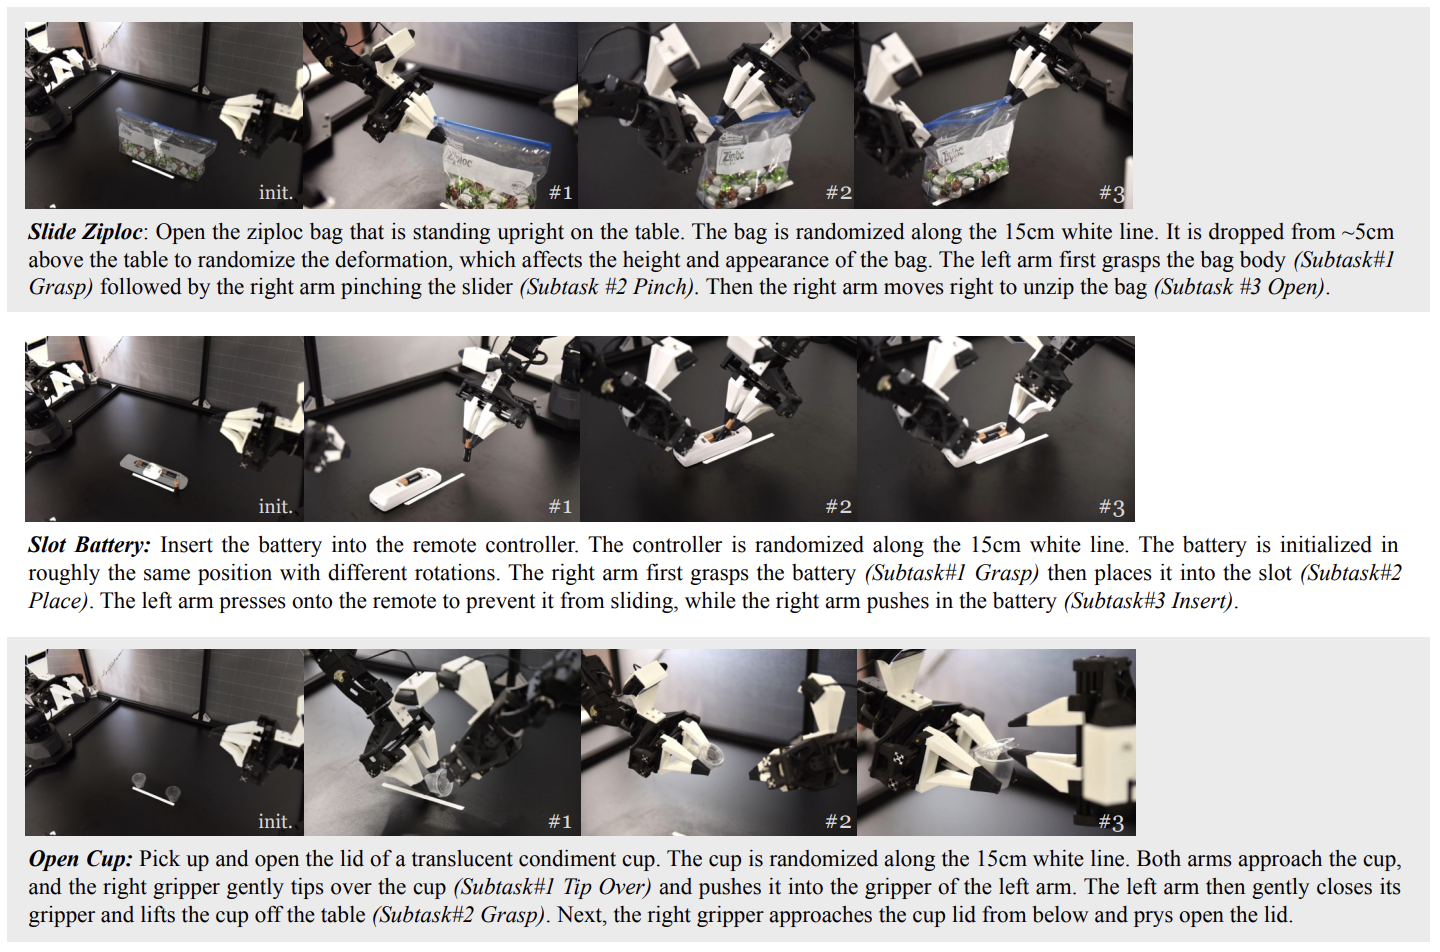 init.
#1
#2
#3
Ziploc
Ziploc
Ziploc
Slide Ziploc: Open the ziploc bag that is standing upright on the table. The bag is randomized along the 15cm white line. It is dropped from ~5cm
above the table to randomize the deformation, which affects the height and appearance of the bag. The left arm first grasps the bag body (Subtask#1
Grasp) followed by the right arm pinching the slider (Subtask #2 Pinch). Then the right arm moves right to unzip the bag (Subtask #3 Open).
init.
#1
#2
#3
Slot Battery: Insert the battery into the remote controller. The controller is randomized along the 15cm white line. The battery is initialized in
roughly the same position with different rotations. The right arm first grasps the battery (Subtask#1 Grasp) then places it into the slot (Subtask#2
Place). The left arm presses onto the remote to prevent it from sliding, while the right arm pushes in the battery (Subtask#3 Insert).
init.
#1
#2
#3
Open Cup: Pick up and open the lid of a translucent condiment cup. The cup is randomized along the 15cm white line. Both arms approach the cup,
and the right gripper gently tips over the cup (Subtask#1 Tip Over) and pushes it into the gripper of the left arm. The left arm then gently closes its
gripper and lifts the cup off the table (Subtask#2 Grasp). Next, the right gripper approaches the cup lid from below and prys open the lid.